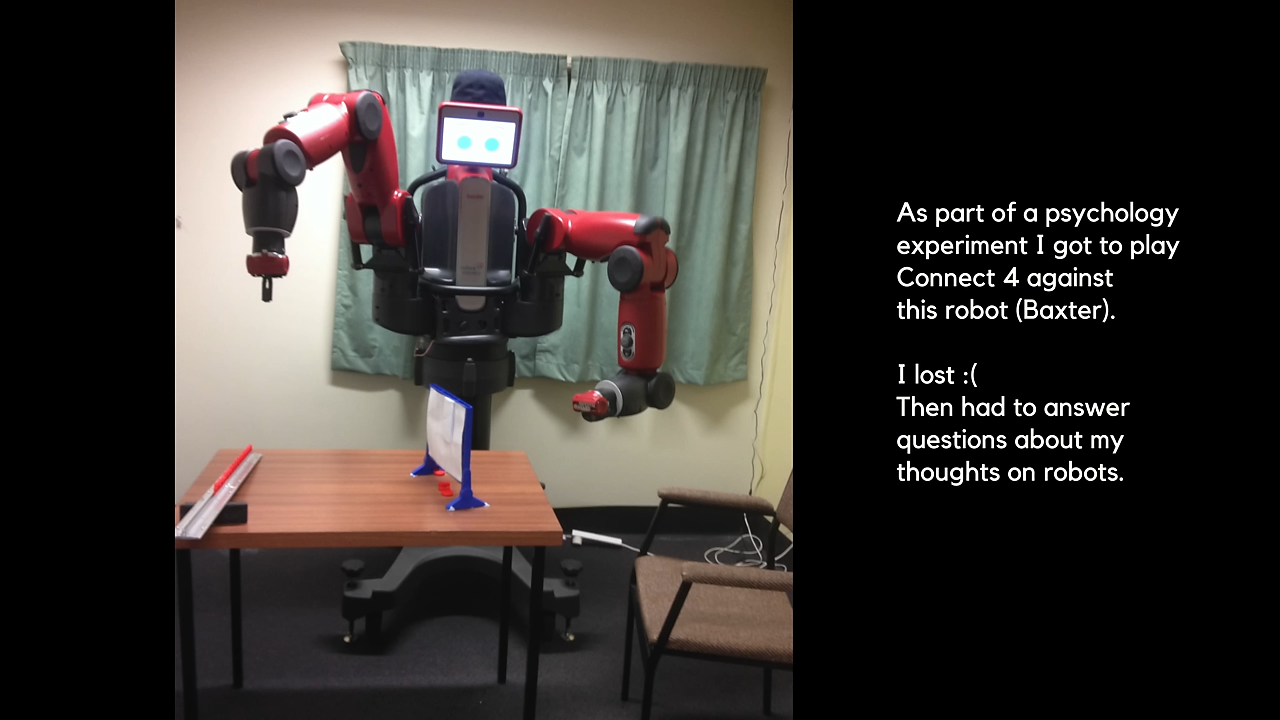 As part of a psychology
experiment I got to play
Connect 4 against
this robot (Baxter).
I lost :(
Then had to answer
questions about my
thoughts on robots.